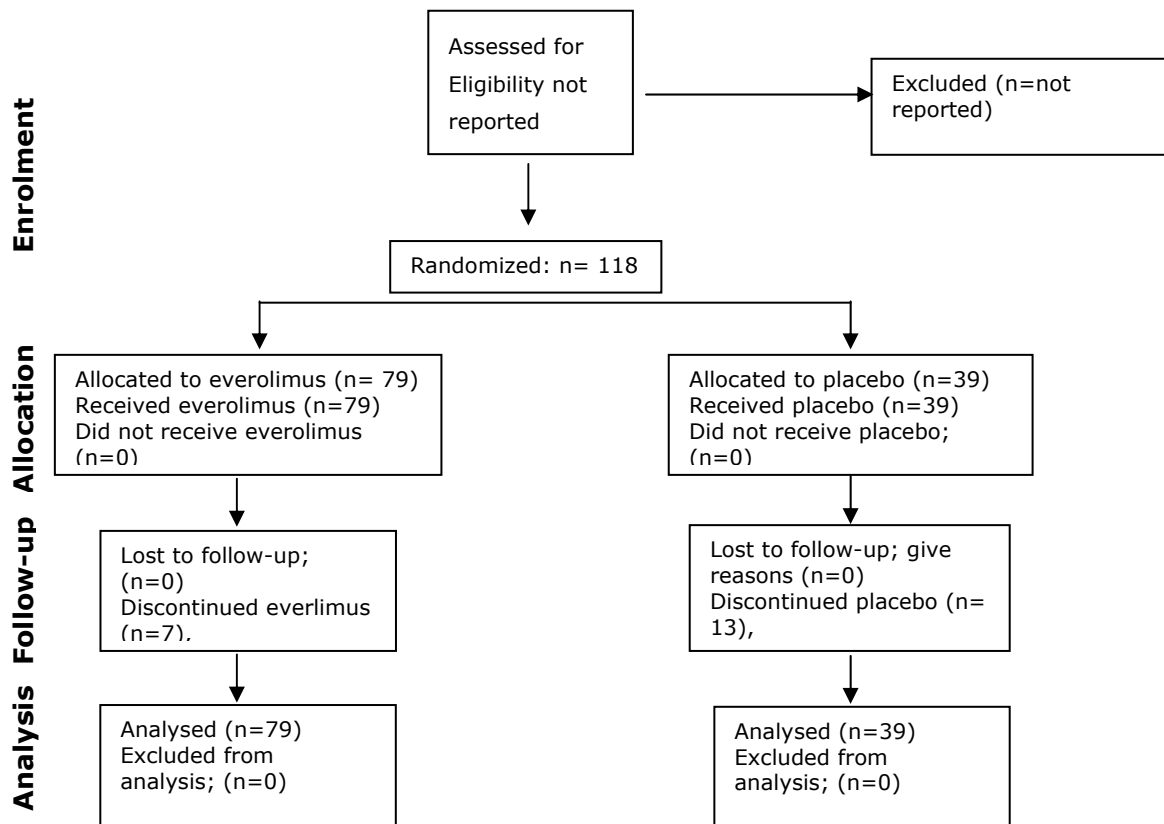 Enrolment
Assessed for
Eligibility not
reported
Excluded (n=not
reported)
Randomized: n= 118
Allocation
Allocated to everolimus (n= 79)
Received everolimus (n=79)
Did not receive everolimus
(n=0)
Allocated to placebo (n=39)
Received placebo (n=39)
Did not receive placebo;
(n=0)
Follow-up
Lost to follow-up;
(n=0)
Discontinued everlimus
(n=7),
Lost to follow-up; give
reasons (n=0)
Discontinued placebo (n=
13),
Analysis
Analysed (n=79)
Excluded from
analysis; (n=0)
Analysed (n=39)
Excluded from
analysis; (n=0)